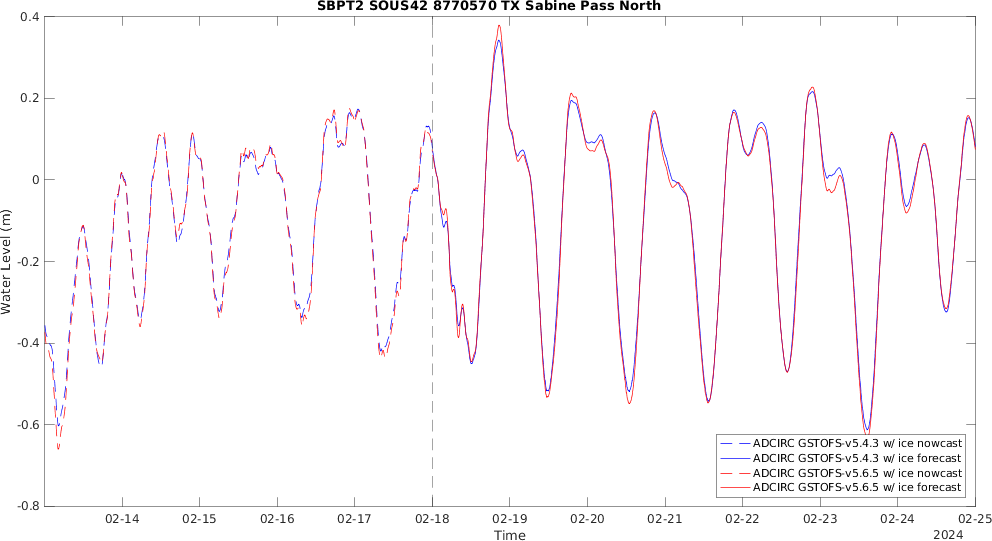 SBPT2 SOUS42 8770570 TX Sabine Pass North
Water Level (m)
0.4
0.2
0
-0.2
-0.4
-0.6
-0.8
ADCIRC GSTOFS-v5.4.3 w/ ice nowcast
ADCIRC GSTOFS-v5.4.3 w/ ice forecast
ADCIRC GSTOFS-v5.6.5 w/ ice nowcast
ADCIRC GSTOFS-v5.6.5 w/ ice forecast
02-14 02-15 02-16 02-17 02-18 02-19 02-20 02-21 02-22 02-23 02-24 02-25
Time
2024